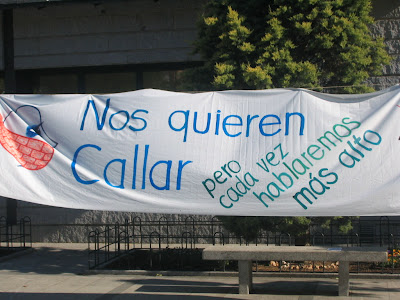 Nos quieren
Callar
pero
cada vez
hablaremos
más alto